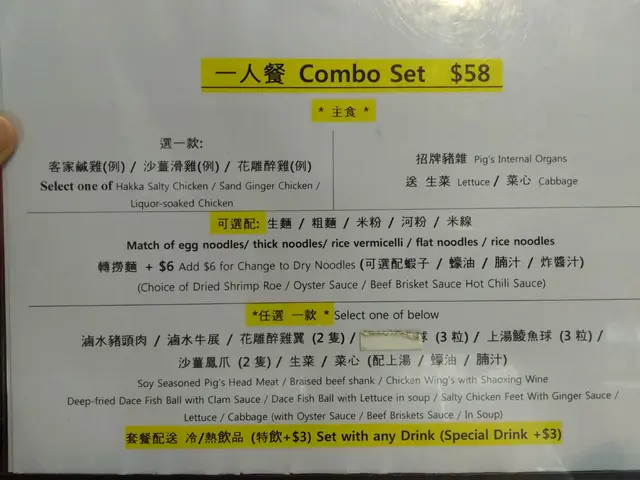 一人餐 Combo Set $58
* 主食 *
選一款:
客家鹹雞(例) / 沙薑滑雞(例) / 花雕醉雞(例)
Select one of Hakka Salty Chicken / Sand Ginger Chicken /
Liquor-soaked Chicken
招牌豬雜 Pig's Internal Organs
送 生菜 Lettuce / 菜心 Cabbage
可選配: 生麵 / 粗麵 / 米粉 / 河粉 / 米線
Match of egg noodles/ thick noodles/ rice vermicelli / flat noodles / rice noodles
轉撈麵 + $6 Add $6 for Change to Dry Noodles (可選配蝦子 / 蠔油 / 腩汁 / 炸醬汁)
(Choice of Dried Shrimp Roe / Oyster Sauce / Beef Brisket Sauce Hot Chili Sauce)
*任選 一款 * Select one of below
滷水豬頭肉 / 滷水牛展 / 花雕醉雞翼 (2 隻) / 球 (3 粒) / 上湯鯪魚球 (3 粒) /
沙薑鳳爪 (2 隻) / 生菜 / 菜心 (配上湯 / 蠔油 / 腩汁)
Soy Seasoned Pig's Head Meat / Braised beef shank / Chicken Wing's with Shaoxing Wine
Deep-fried Dace Fish Ball with Clam Sauce / Dace Fish Ball with Lettuce in soup / Salty Chicken Feet With Ginger Sauce /
Lettuce / Cabbage (with Oyster Sauce / Beef Briskets Sauce / In Soup)
套餐配送 冷/熱飲品 (特飲+$3) Set with any Drink (Special Drink +$3)